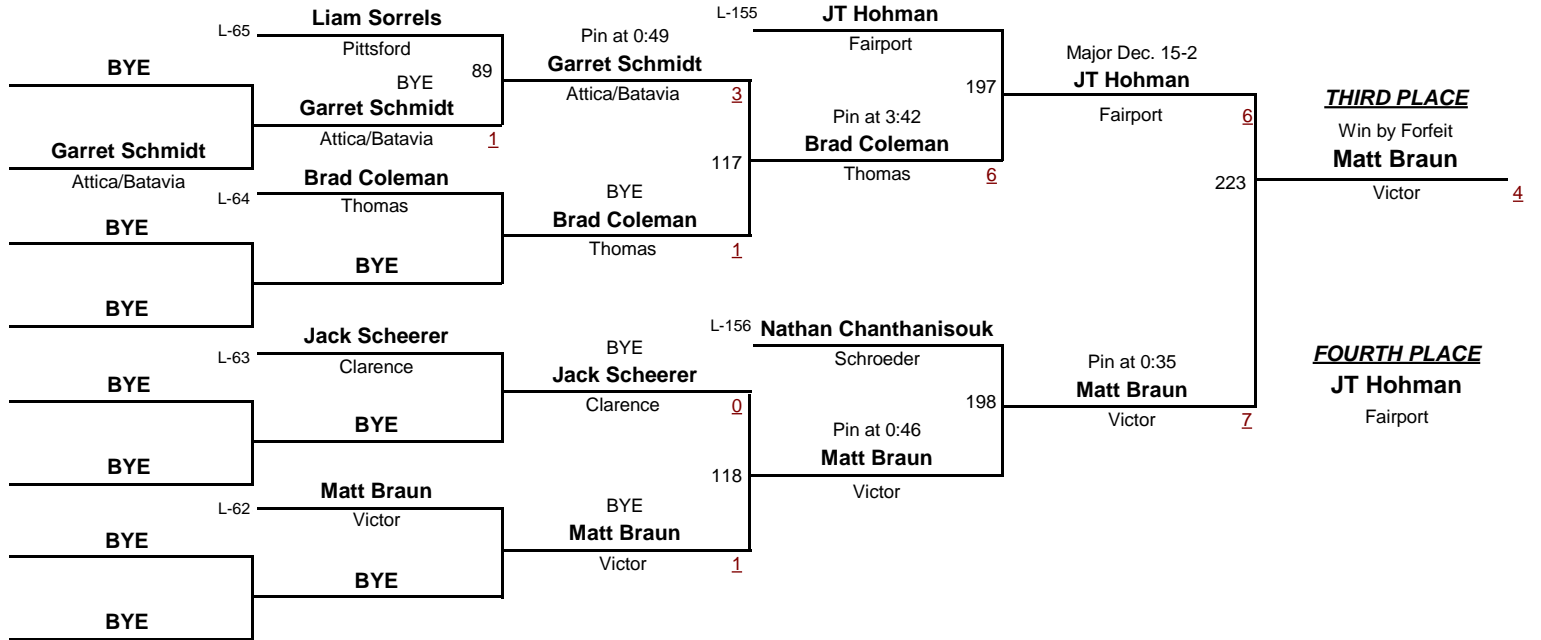 BYE
Garret Schmidt
Attica/Batavia
BYE
BYE
BYE
BYE
BYE
BYE
L-65
Liam Sorrels
Pittsford
89
BYE
Garret Schmidt
Attica/Batavia
1
L-64
Brad Coleman
Thomas
BYE
L-63
Jack Scheerer
Clarence
BYE
L-62
Matt Braun
Victor
BYE
Pin at 0:49
Garret Schmidt
Attica/Batavia
3
117
BYE
Brad Coleman
Thomas
1
BYE
Jack Scheerer
Clarence
0
118
BYE
Matt Braun
Victor
1
L-155
JT Hohman
Fairport
197
Pin at 3:42
Brad Coleman
Thomas
6
L-156
Nathan Chanthanisouk
Schroeder
198
Pin at 0:46
Matt Braun
Victor
Major Dec. 15-2
JT Hohman
Fairport
6
223
Pin at 0:35
Matt Braun
Victor
7
THIRD PLACE
Win by Forfeit
Matt Braun
Victor
4
FOURTH PLACE
JT Hohman
Fairport